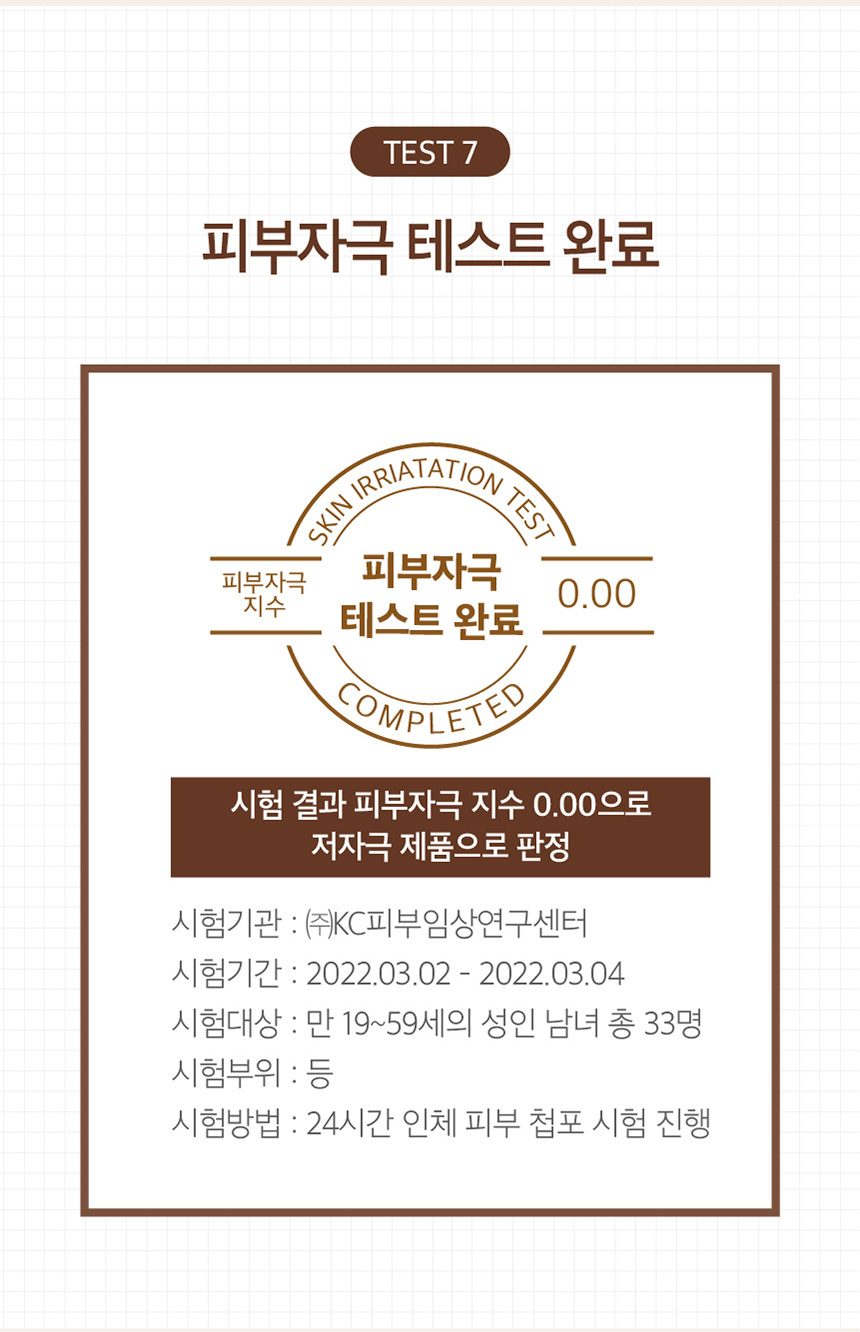 TEST 7
피부자극 테스트 완료
SKIN IRRIATATION TEST
피부자극
지수
피부자극
테스트 완료
0.00
COMPLETED
시험 결과 피부자극 지수 0.00으로
저자극 제품으로 판정
시험기관 : ㈜KC피부임상연구센터
시험기간 : 2022.03.02 - 2022.03.04
시험대상 : 만 19~59세의 성인 남녀 총 33명
시험부위 : 등
시험방법 : 24시간 인체 피부 첩포 시험 진행